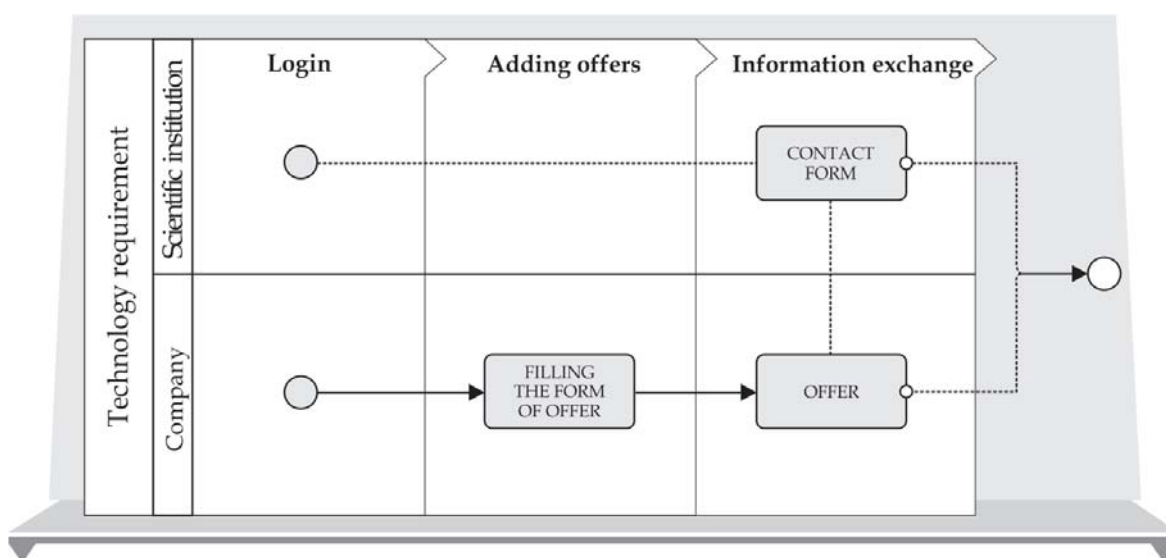 Technology requirement
Scientific institution
Company
Login
Adding offers
Information exchange
CONTACT
FORM
FILLING
THE FORM
OF OFFER
OFFER